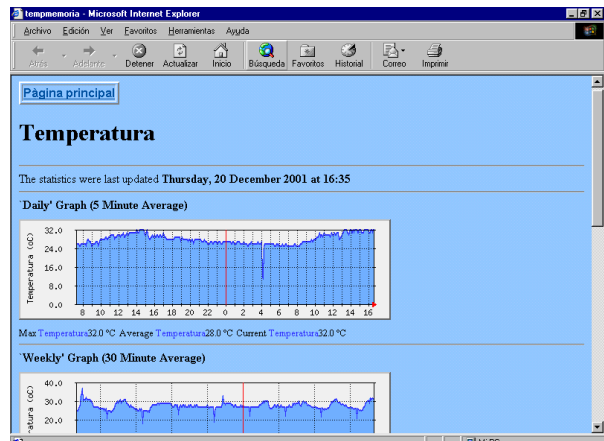 tempmemoria - Microsoft Internet Explorer
Archivo Edición Ver Favoritos Herramientas Ayuda
Atrás Adelante Detener Actualizar Inicio Búsqueda Favoritos Historial Correo Imprimir
Pàgina principal
Temperatura
The statistics were last updated Thursday, 20 December 2001 at 16:35
`Daily' Graph (5 Minute Average)
Temperatura (oC)
32.0
24.0
16.0
8.0
0.0
8 10 12 14 16 18 20 22 0 2 4 6 8 10 12 14 16
Max Temperatura32.0 ºC Average Temperatura28.0 ºC Current Temperatura32.0 ºC
`Weekly' Graph (30 Minute Average)
40.0
30.0
20.0